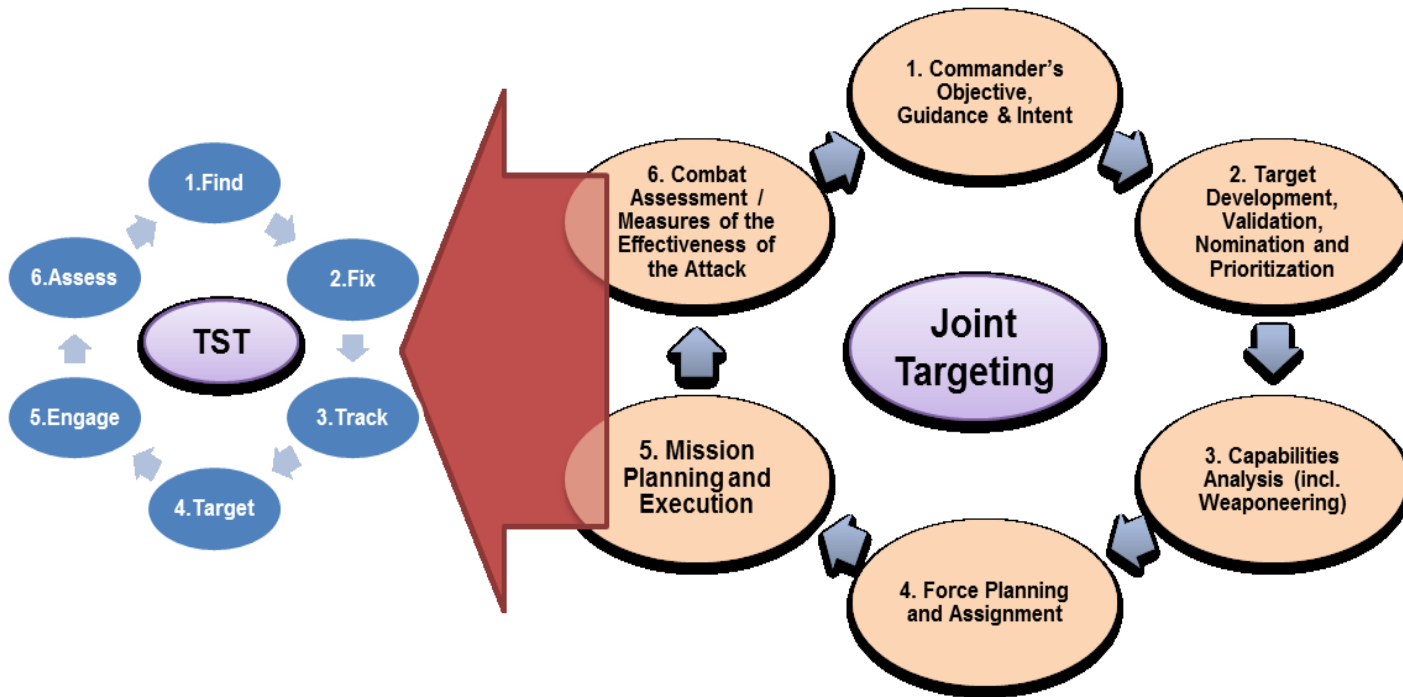 1.Find
2.Fix
3.Track
4.Target
5.Engage
6.Assess
TST
1. Commander's
Objective,
Guidance & Intent
2. Target
Development,
Validation,
Nomination and
Prioritization
3. Capabilities
Analysis (incl.
Weaponeering)
4. Force Planning
and Assignment
5. Mission
Planning and
Execution
6. Combat
Assessment /
Measures of the
Effectiveness of
the Attack
Joint
Targeting